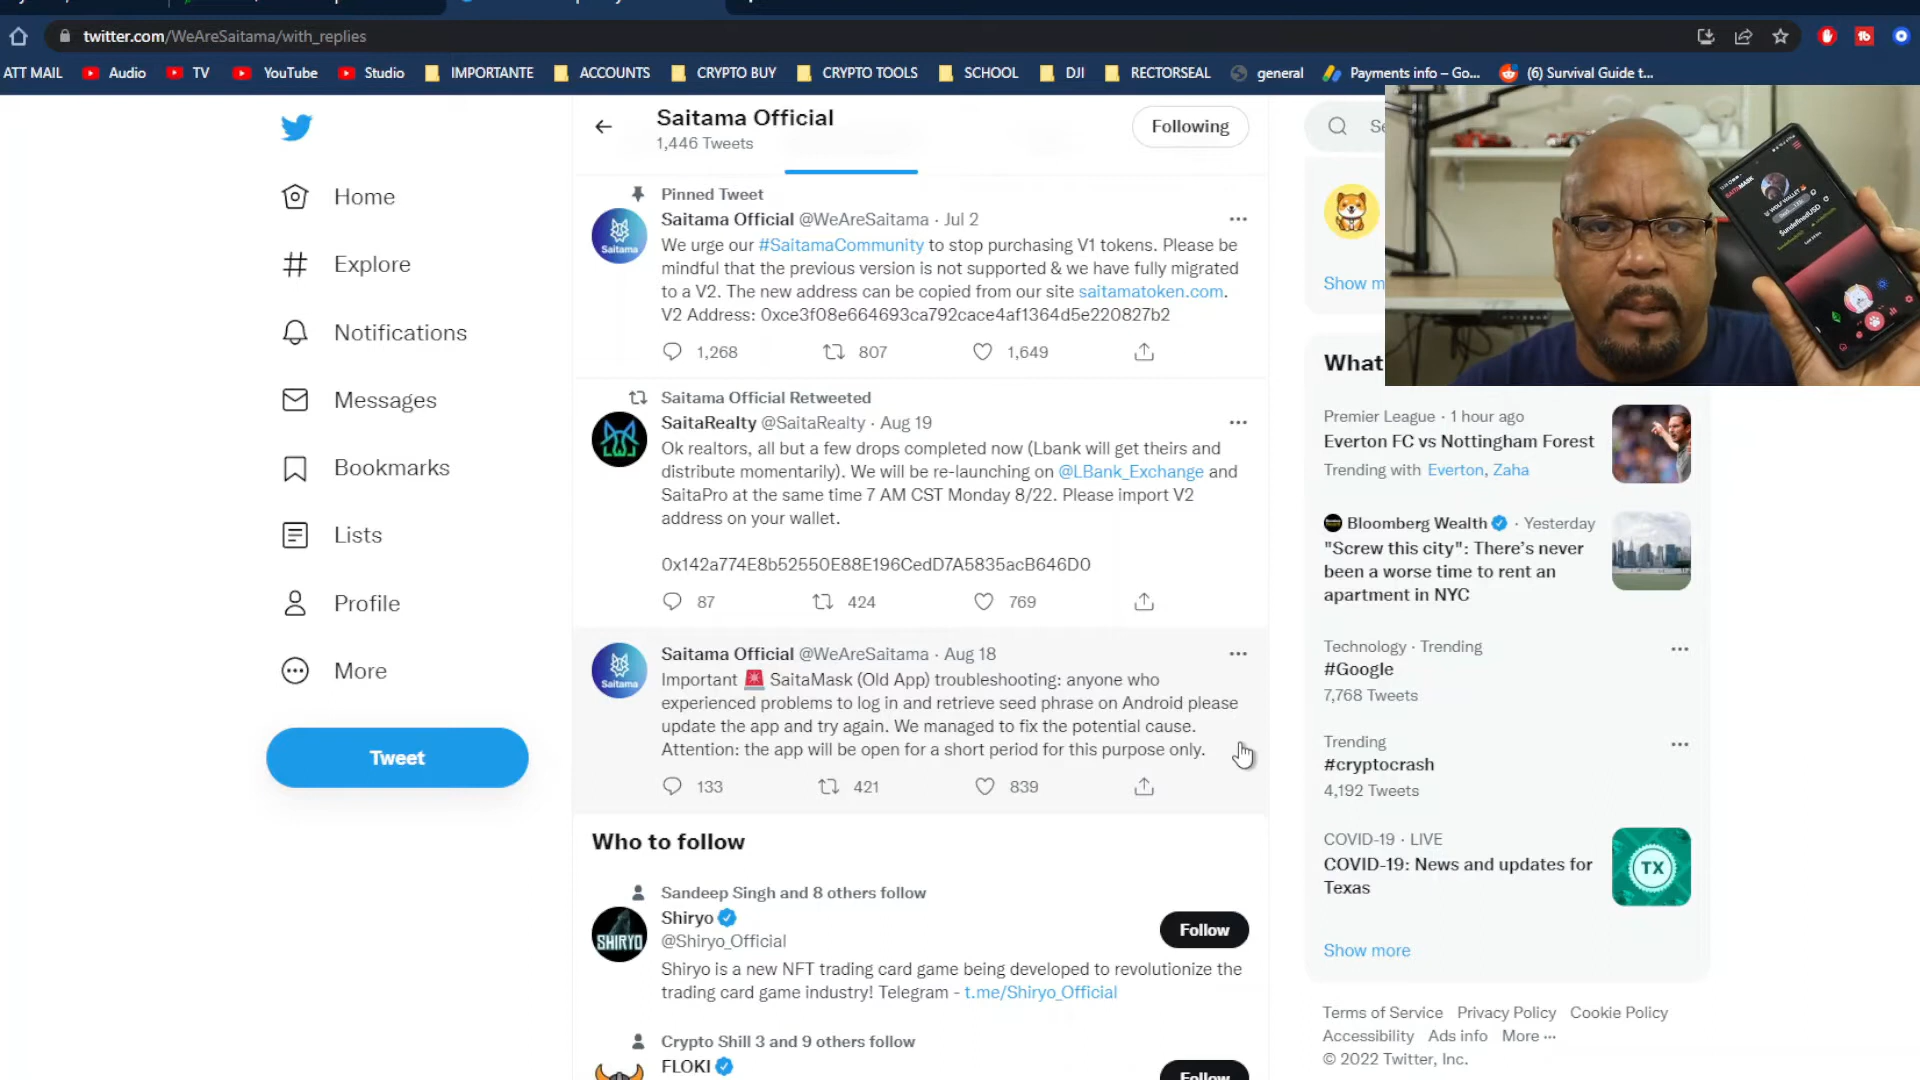 twitter.com/WeAreSaitama/with_replies
ATT MAIL Audio TV YouTube Studio IMPORTANTE ACCOUNTS CRYPTO BUY CRYPTO TOOLS SCHOOL DJI RECTORSEAL general Payments info – Go... (6) Survival Guide t...
Home
Explore
Notifications
Messages
Bookmarks
Lists
Profile
More
Tweet
Saitama Official
1,446 Tweets
Following
Pinned Tweet
Saitama Official @WeAreSaitama · Jul 2
We urge our #SaitamaCommunity to stop purchasing V1 tokens. Please be
mindful that the previous version is not supported & we have fully migrated
to a V2. The new address can be copied from our site saitamatoken.com.
V2 Address: 0xce3f08e664693ca792cace4af1364d5e220827b2
1,268 807 1,649
Saitama
Saitama Official Retweeted
SaitaRealty @SaitaRealty · Aug 19
Ok realtors, all but a few drops completed now (Lbank will get theirs and
distribute momentarily). We will be re-launching on @LBank_Exchange and
SaitaPro at the same time 7 AM CST Monday 8/22. Please import V2
address on your wallet.
0x142a774E8b52550E88E196CedD7A5835acB646D0
87 424 769
Saitama Official @WeAreSaitama · Aug 18
Important 🚨 SaitaMask (Old App) troubleshooting: anyone who
experienced problems to log in and retrieve seed phrase on Android please
update the app and try again. We managed to fix the potential cause.
Attention: the app will be open for a short period for this purpose only.
133 421 839
Saitama
Who to follow
Sandeep Singh and 8 others follow
Shiryo
@Shiryo_Official
Follow
SHIRYO
Shiryo is a new NFT trading card game being developed to revolutionize the
trading card game industry! Telegram - t.me/Shiryo_Official
Crypto Shill 3 and 9 others follow
FLOKI
Follow
Se
Show m
What
Premier League · 1 hour ago
Everton FC vs Nottingham Forest
Trending with Everton, Zaha
Bloomberg Wealth · Yesterday
"Screw this city": There's never
been a worse time to rent an
apartment in NYC
Technology · Trending
#Google
7,768 Tweets
Trending
#cryptocrash
4,192 Tweets
COVID-19 · LIVE
COVID-19: News and updates for
Texas
TX
Show more
Terms of Service Privacy Policy Cookie Policy
Accessibility Ads info More ···
© 2022 Twitter, Inc.